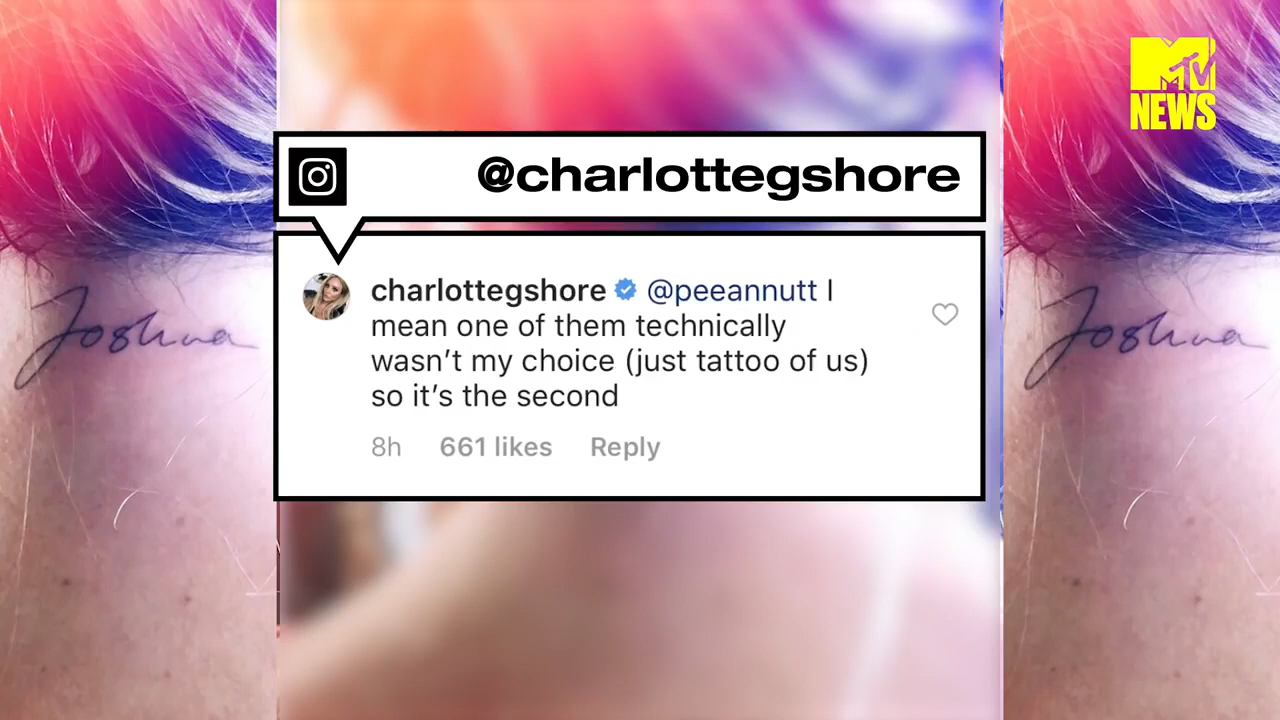 MTV
NEWS
@charlottegshore
charlottegshore @peeannutt I
mean one of them technically
wasn't my choice (just tattoo of us)
so it's the second
8h 661 likes Reply
Joshua
Joshua